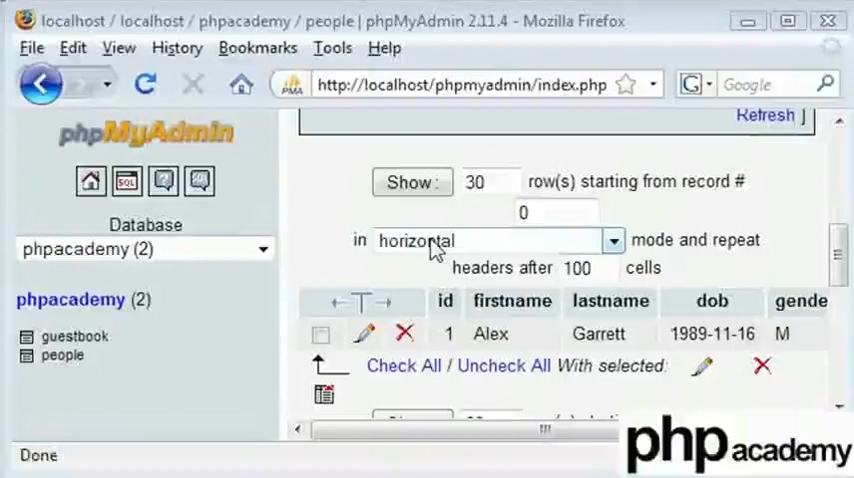 localhost / localhost / phpacademy / people | phpMyAdmin 2.11.4 - Mozilla Firefox
File Edit View History Bookmarks Tools Help
PMA http://localhost/phpmyadmin/index.php G Google
phpMyAdmin
SQL
Database
phpacademy (2)
phpacademy (2)
guestbook
people
Refresh ]
Show : 30 row(s) starting from record #
0
in horizontal mode and repeat
headers after 100 cells
←T→ id firstname lastname dob gende
1 Alex Garrett 1989-11-16 M
Check All / Uncheck All With selected:
Done
php academy